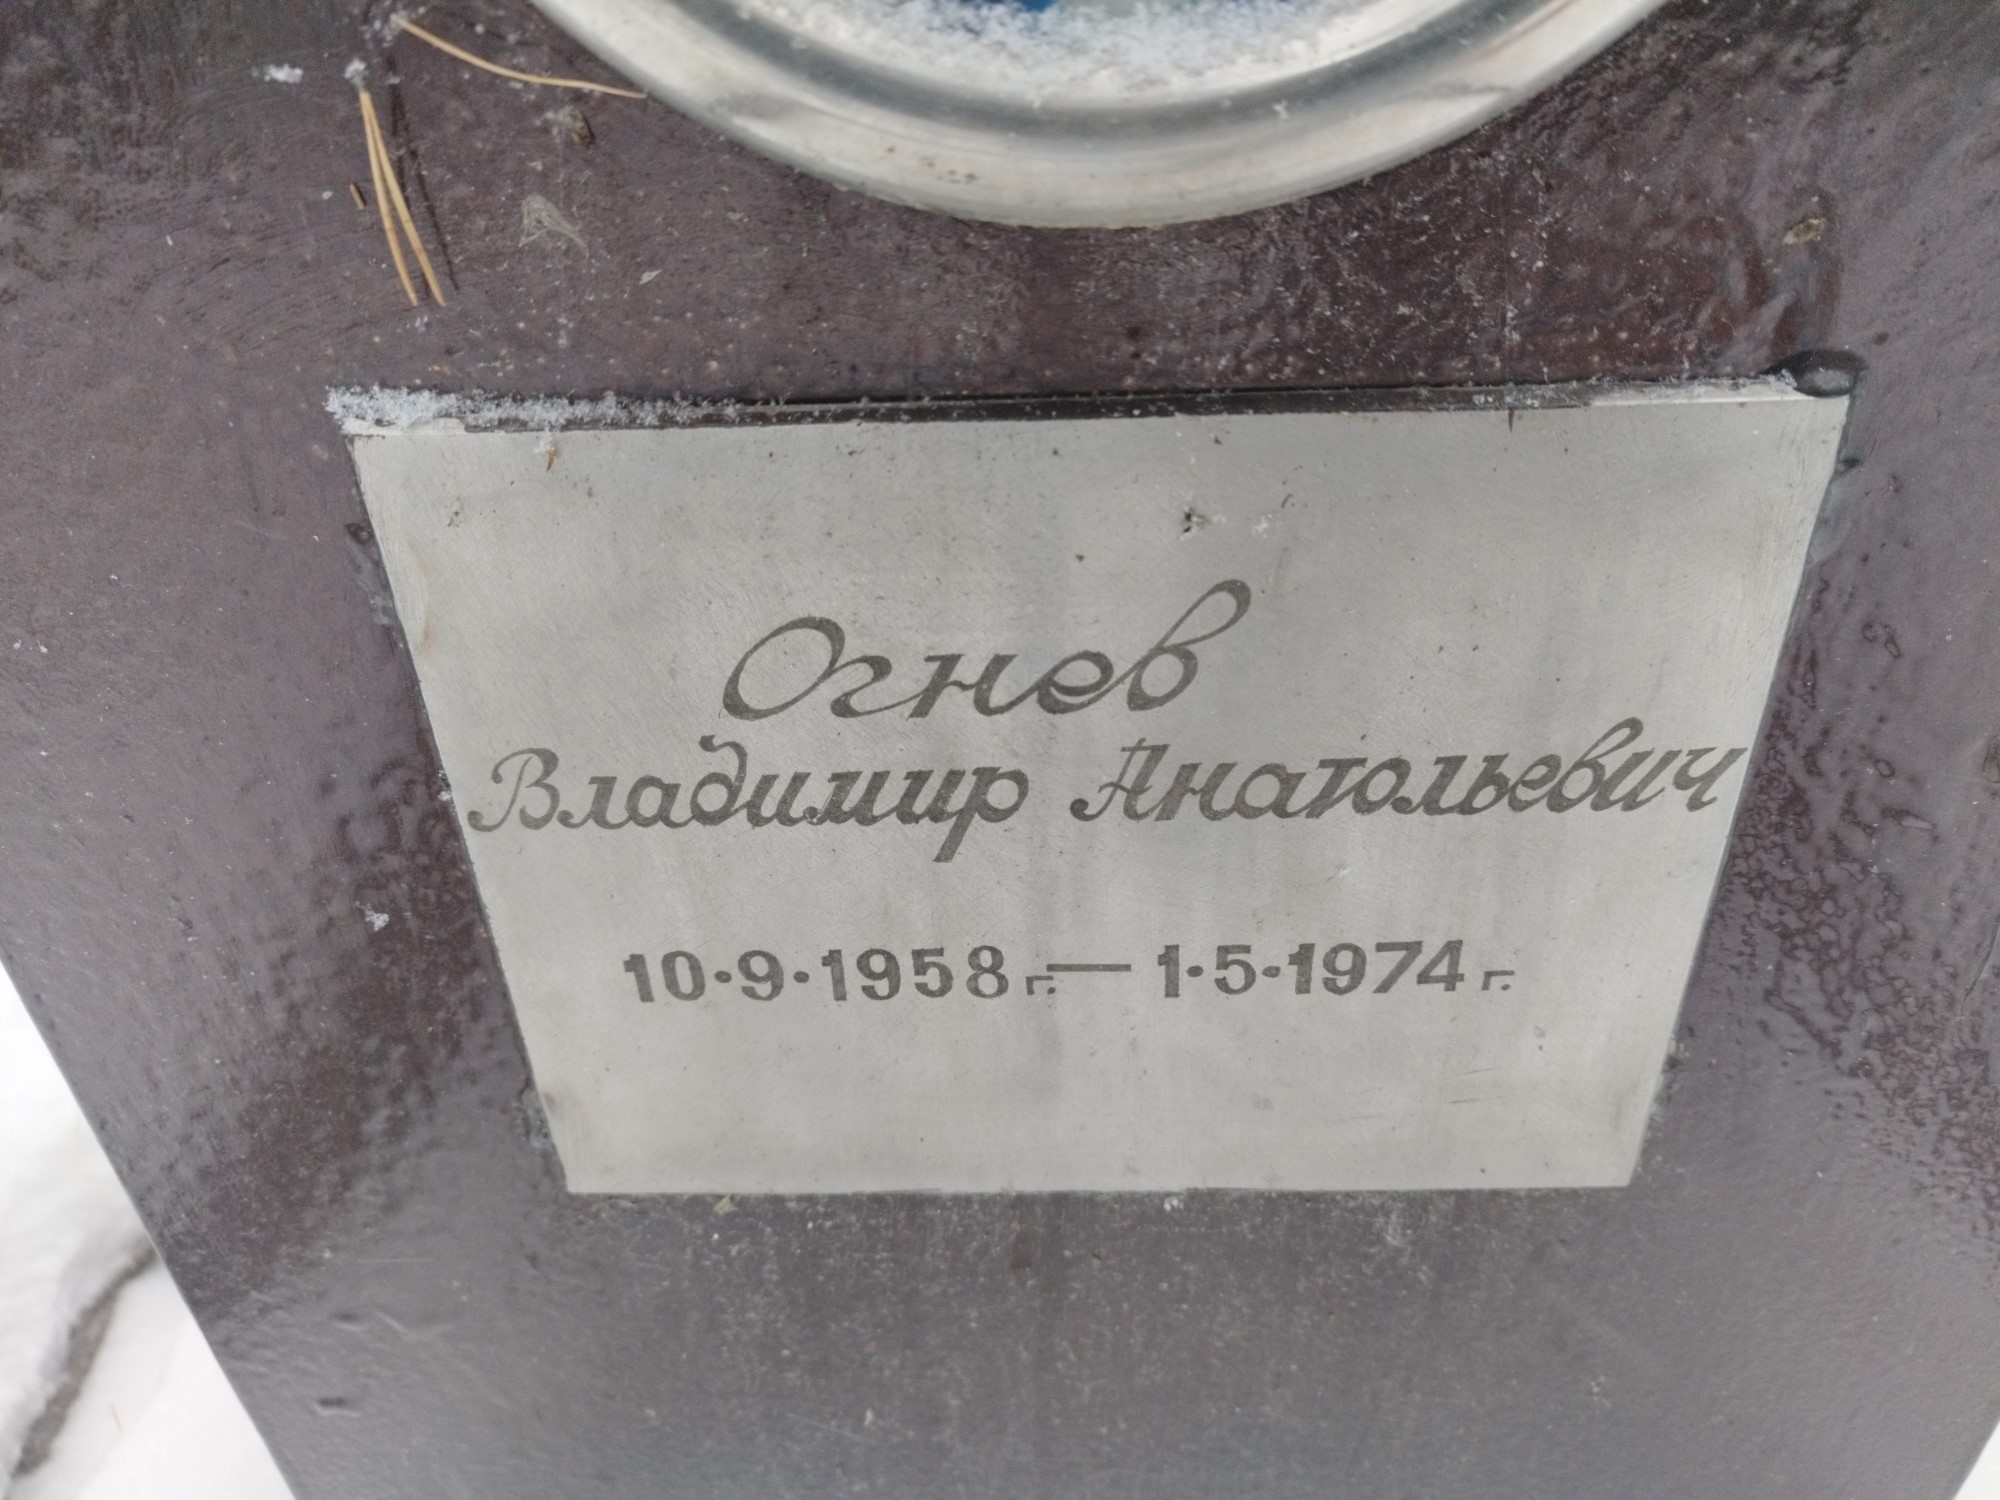 Огнев
Владимир Анатольевич
10·9·1958 г. — 1·5·1974 г.